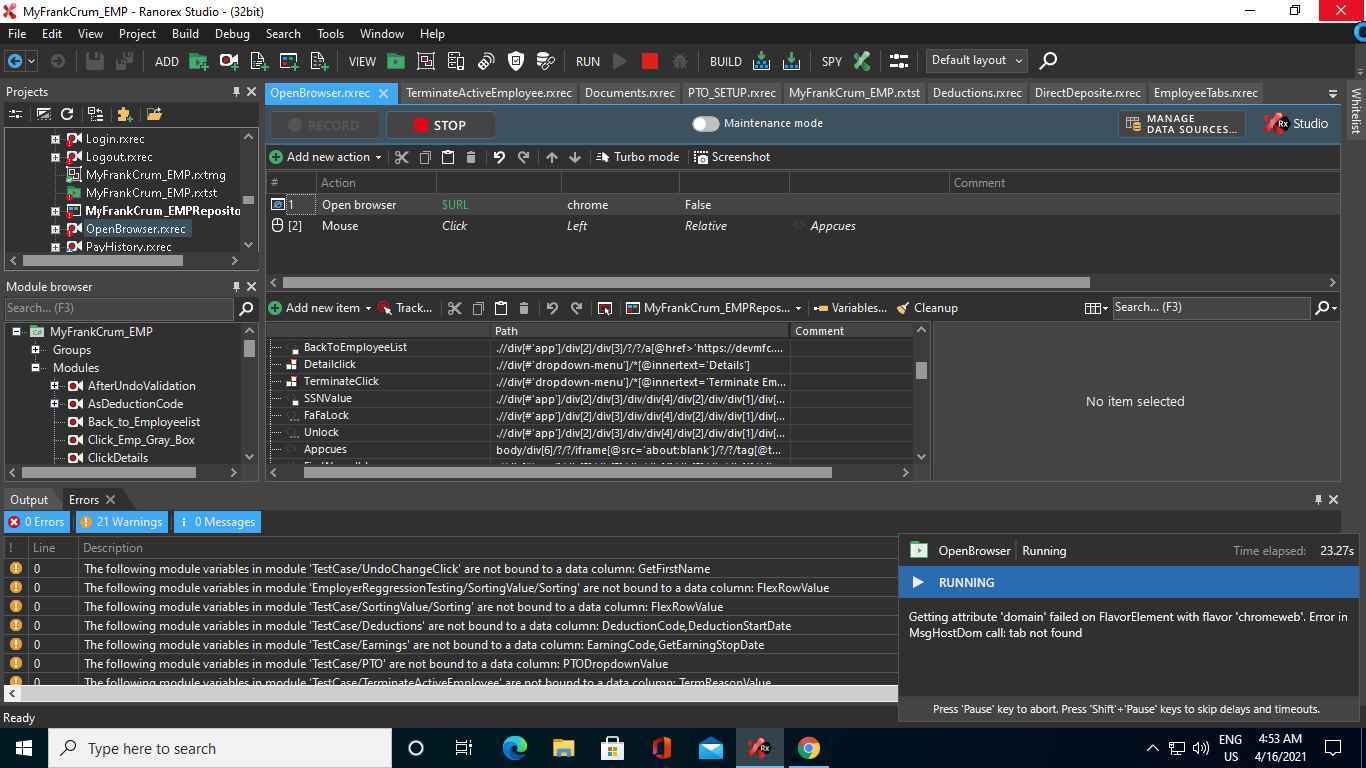 MyFrankCrum_EMP - Ranorex Studio - (32bit)
File Edit View Project Build Debug Search Tools Window Help
ADD VIEW RUN BUILD SPY Default layout
Projects
Login.rxrec
Logout.rxrec
MyFrankCrum_EMP.rxtmg
MyFrankCrum_EMP.rxtst
MyFrankCrum_EMPReposito
OpenBrowser.rxrec
PayHistory.rxrec
Module browser
Search... (F3)
MyFrankCrum_EMP
Groups
Modules
AfterUndoValidation
AsDeductionCode
Back_to_Employeelist
Click_Emp_Gray_Box
ClickDetails
OpenBrowser.rxrec TerminateActiveEmployee.rxrec Documents.rxrec PTO_SETUP.rxrec MyFrankCrum_EMP.rxtst Deductions.rxrec DirectDeposite.rxrec EmployeeTabs.rxrec
Whitelist
RECORD STOP Maintenance mode MANAGE DATA SOURCES... Rx Studio
Add new action Turbo mode Screenshot
# Action Comment
1 Open browser $URL chrome False
[2] Mouse Click Left Relative Appcues
Add new item Track... MyFrankCrum_EMPRepos... Variables... Cleanup Search... (F3)
Path Comment
BackToEmployeeList .//div[#'app']/div[2]/div[3]/?/?/a[@href>'https://devmfc....
Detailclick .//div[#'dropdown-menu']/*[@innertext='Details']
TerminateClick .//div[#'dropdown-menu']/*[@innertext='Terminate Em...
SSNValue .//div[#'app']/div[2]/div[3]/div/div[4]/div[2]/div/div[1]/div[...
FaFaLock .//div[#'app']/div[2]/div[3]/div/div[4]/div[2]/div/div[1]/div[...
Unlock .//div[#'app']/div[2]/div[3]/div/div[4]/div[2]/div/div[1]/div[...
Appcues body/div[6]/?/?/iframe[@src='about:blank']/?/?/tag[@t...
No item selected
Output Errors
0 Errors 21 Warnings 0 Messages
! Line Description
0 The following module variables in module 'TestCase/UndoChangeClick' are not bound to a data column: GetFirstName
0 The following module variables in module 'EmployerReggressionTesting/SortingValue/Sorting' are not bound to a data column: FlexRowValue
0 The following module variables in module 'TestCase/SortingValue/Sorting' are not bound to a data column: FlexRowValue
0 The following module variables in module 'TestCase/Deductions' are not bound to a data column: DeductionCode,DeductionStartDate
0 The following module variables in module 'TestCase/Earnings' are not bound to a data column: EarningCode,GetEarningStopDate
0 The following module variables in module 'TestCase/PTO' are not bound to a data column: PTODropdownValue
0 The following module variables in module 'TestCase/TerminateActiveEmployee' are not bound to a data column: TermReasonValue
OpenBrowser Running Time elapsed: 23.27s
RUNNING
Getting attribute 'domain' failed on FlavorElement with flavor 'chromeweb'. Error in
MsgHostDom call: tab not found
Press 'Pause' key to abort. Press 'Shift'+'Pause' keys to skip delays and timeouts.
Ready
Type here to search
Rx
ENG
US
4:53 AM
4/16/2021